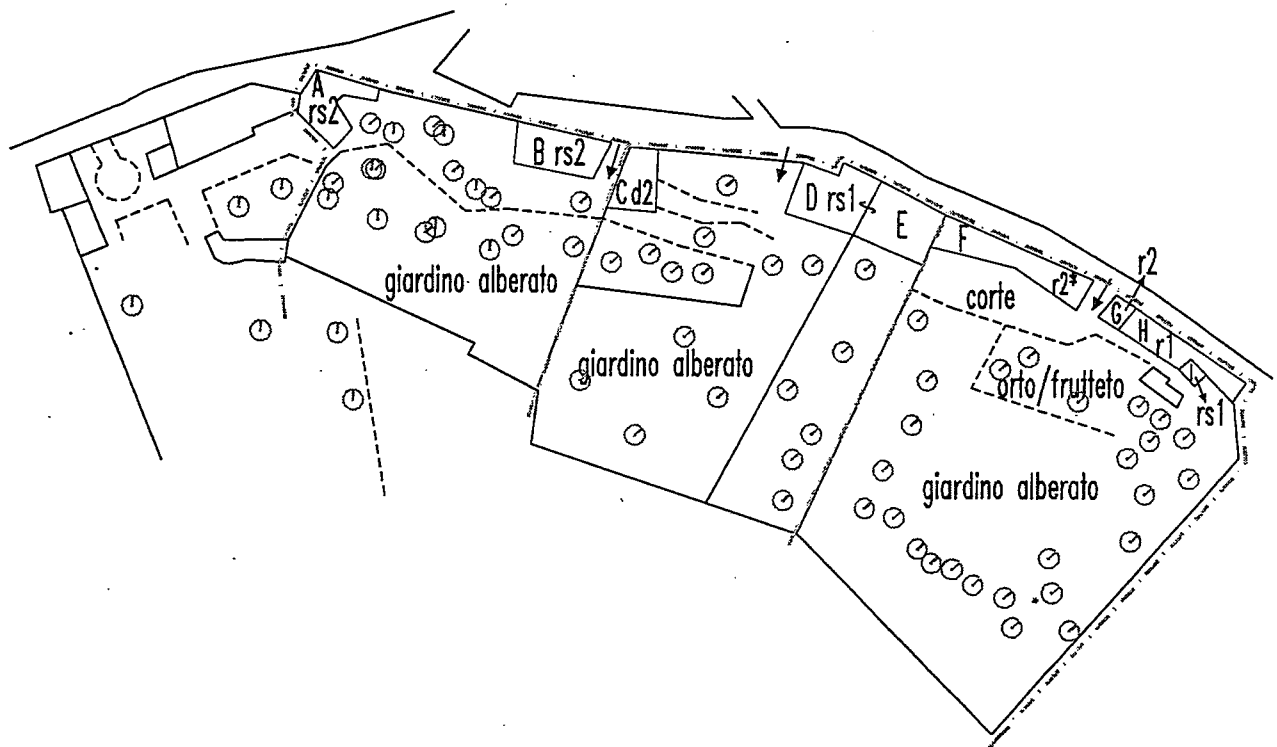 A
rs2
B rs2
C d2
D rs1
E
F
r2*
r2
G
H
r1
rs1
corte
giardino alberato
giardino alberato
orto/frutteto
giardino alberato